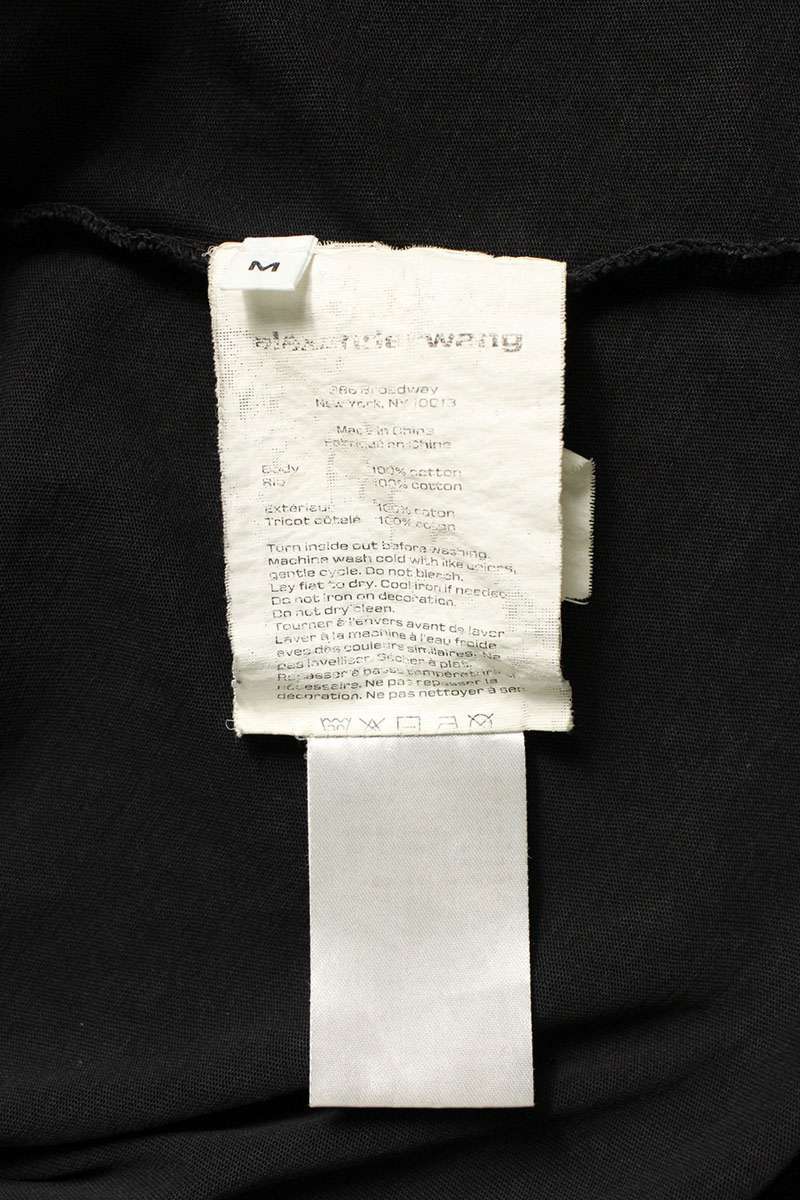 M
alexanderwang
386 Broadway
New York, NY 10013
Made in China
Fabriqué en Chine
Body 100% cotton
Rib 100% cotton
Extérieur 100% coton
Tricot côtelé 100% coton
Turn inside out before washing.
Machine wash cold with like colors,
gentle cycle. Do not bleach.
Lay flat to dry. Cool iron if needed.
Do not iron on decoration.
Do not dry clean.
Tourner à l'envers avant de laver
Laver à la machine à l'eau froide
avec des couleurs similaires. Ne
pas javelliser. Sécher à plat.
Repasser à basse température si
nécessaire. Ne pas repasser la
décoration. Ne pas nettoyer à sec